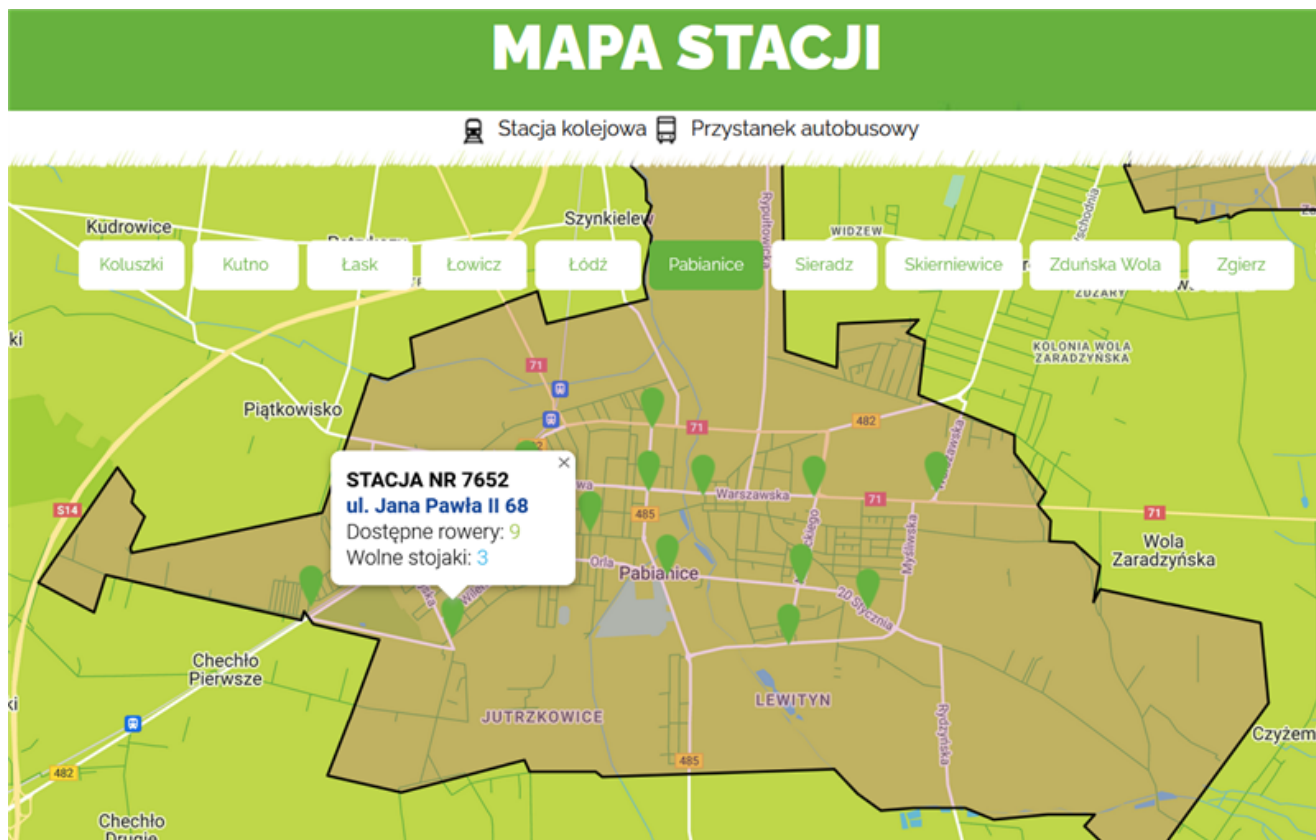 MAPA STACJI
Stacja kolejowa Przystanek autobusowy
Kudrowice
Szynkielew
Rypułtowicka
WIDZEW
Koluszki Kutno Łask Łowicz Łódź Pabianice Sieradz Skierniewice Zduńska Wola Zgierz
ŻDŻARY
KOLONIA WOLA
ZARADZYŃSKA
71
Piątkowisko
71
482
Warszawska
STACJA NR 7652
ul. Jana Pawła II 68
Dostępne rowery: 9
Wolne stojaki: 3
Warszawska
71
S14
485
71
Myśliwska
Wola
Zaradzyńska
Orla
Pabianice
20 Stycznia
Chechło
Pierwsze
JUTRZKOWICE
LEWITYN
Rydzyńska
485
482
Chechło